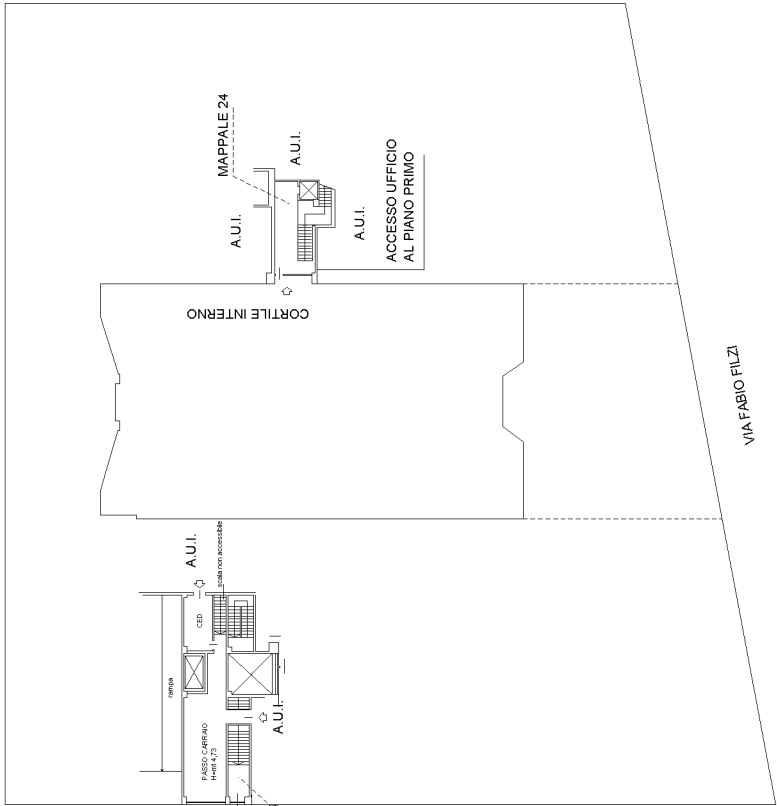 MAPPALE 24
A.U.I.
A.U.I.
A.U.I.
ACCESSO UFFICIO
AL PIANO PRIMO
CORTILE INTERNO
VIA FABIO FILZI
A.U.I.
scala non accessibile
CED
rampa
A.U.I.
PASSO CARRAIO
H=mt 4,73